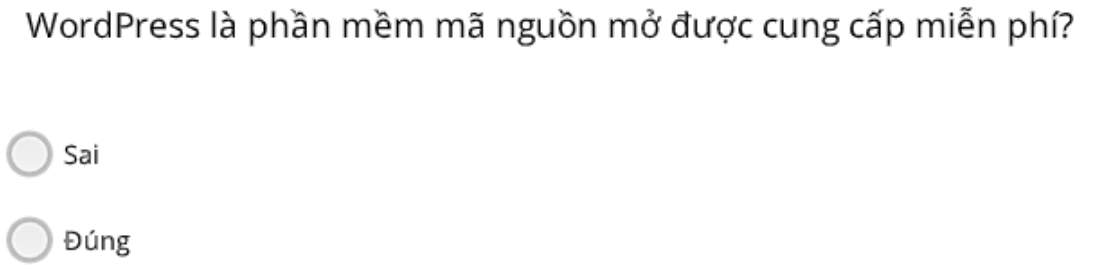 WordPress là phần mềm mã nguồn mở được cung cấp miễn phí?
Sai
Đúng